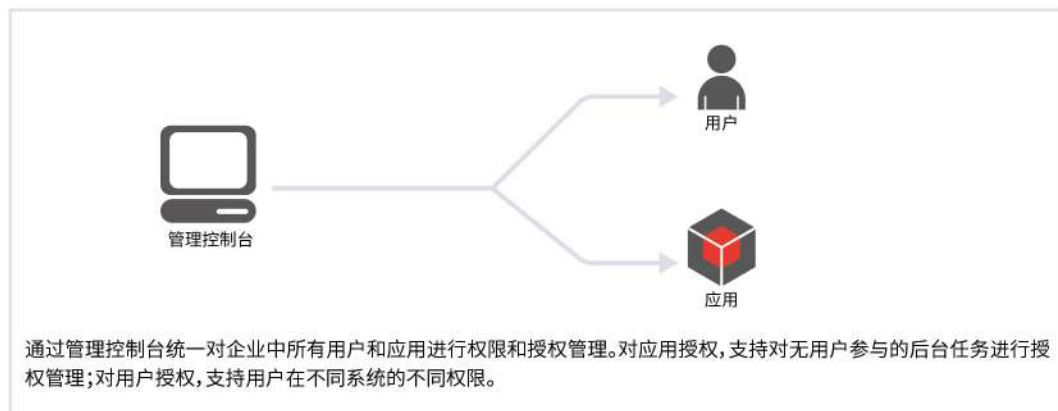 用户
管理控制台
应用
通过管理控制台统一对企业中所有用户和应用进行权限和授权管理。对应用授权,支持对无用户参与的后台任务进行授
权管理;对用户授权,支持用户在不同系统的不同权限。